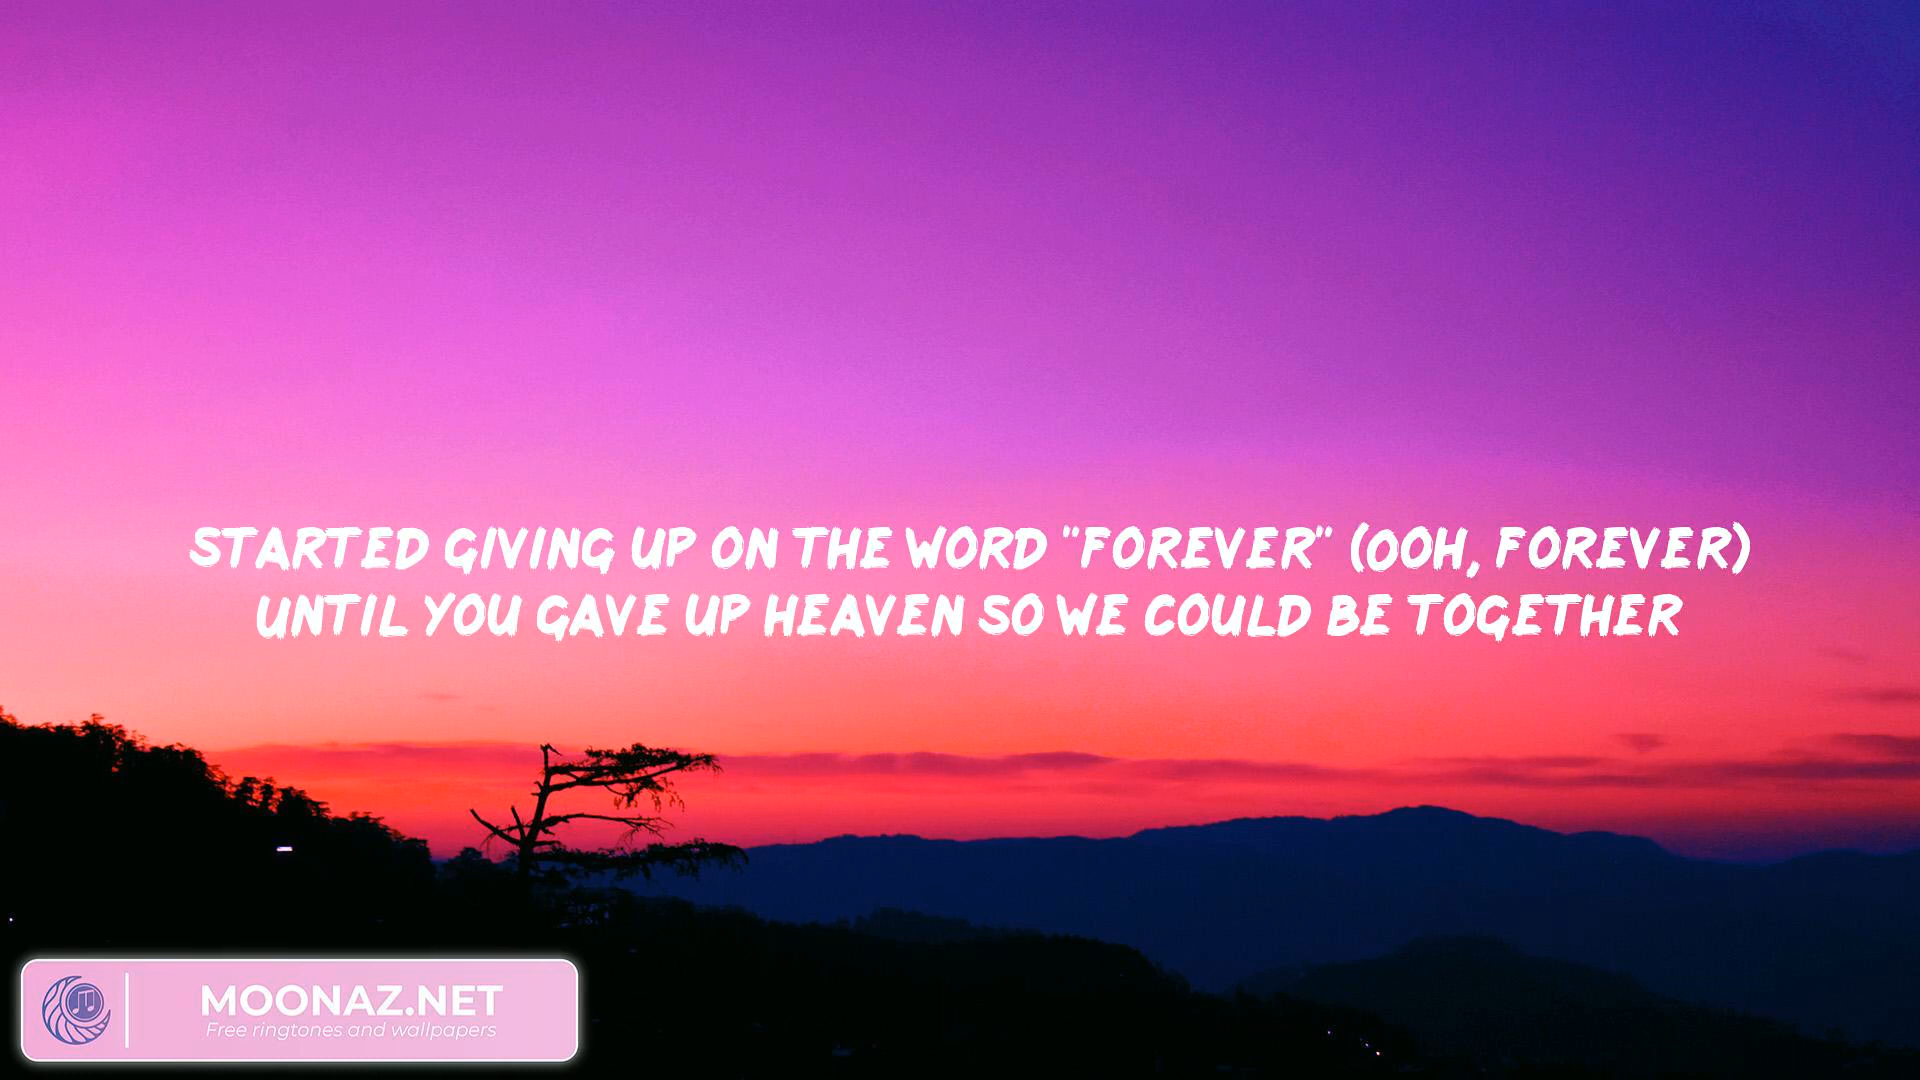 STARTED GIVING UP ON THE WORD "FOREVER" (OOH, FOREVER)
UNTIL YOU GAVE UP HEAVEN SO WE COULD BE TOGETHER
MOONAZ.NET
Free ringtones and wallpapers